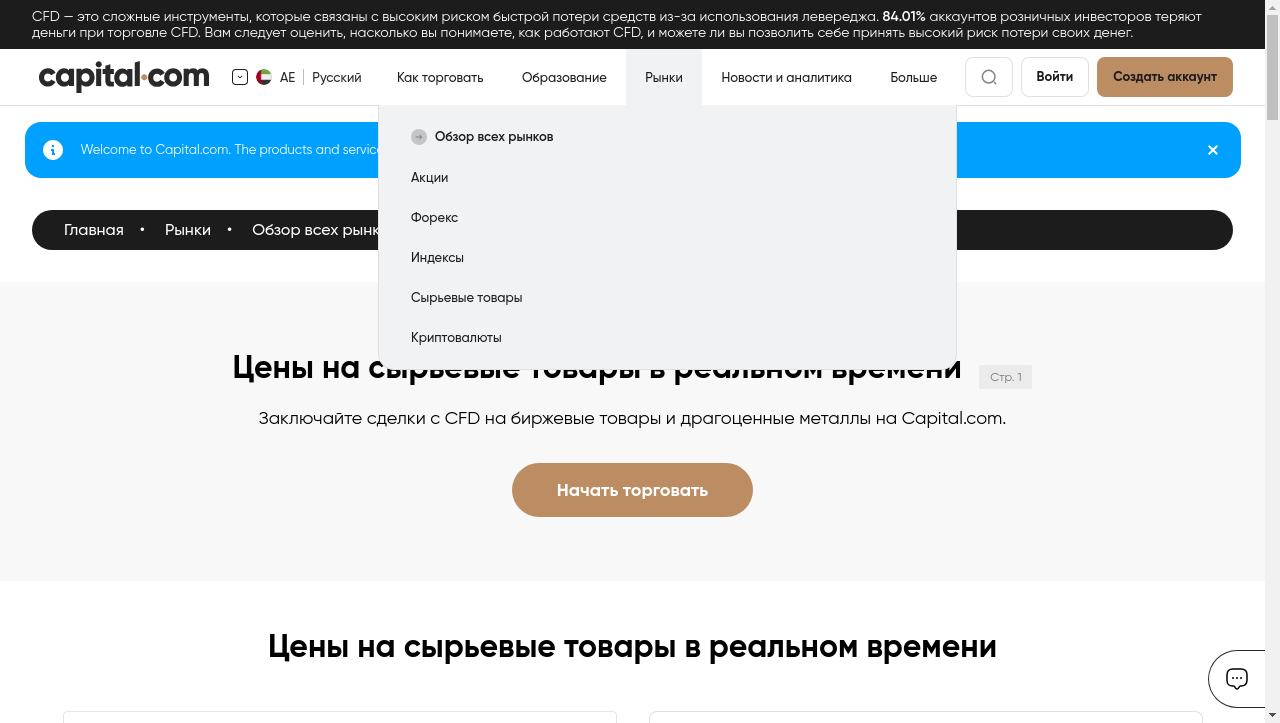 CFD — это сложные инструменты, которые связаны с высоким риском быстрой потери средств из-за использования левереджа. 84.01% аккаунтов розничных инвесторов теряют
деньги при торговле CFD. Вам следует оценить, насколько вы понимаете, как работают CFD, и можете ли вы позволить себе принять высокий риск потери своих денег.
capital.com
AE
Русский
Как торговать
Образование
Рынки
Новости и аналитика
Больше
Войти
Создать аккаунт
Обзор всех рынков
Акции
Форекс
Индексы
Сырьевые товары
Криптовалюты
Welcome to Capital.com. The products and service
Главная • Рынки • Обзор всех рынк
Цены на сырьевые товары в реальном времени
Стр. 1
Заключайте сделки с CFD на биржевые товары и драгоценные металлы на Capital.com.
Начать торговать
Цены на сырьевые товары в реальном времени